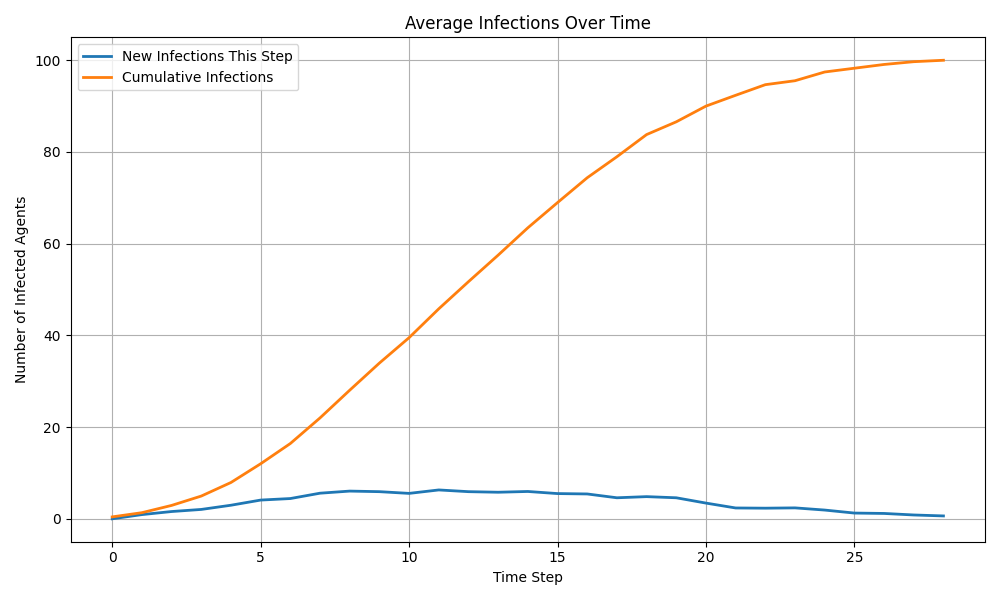 Average Infections Over Time
New Infections This Step
Cumulative Infections
Number of Infected Agents
100
80
60
40
20
0
0 5 10 15 20 25
Time Step